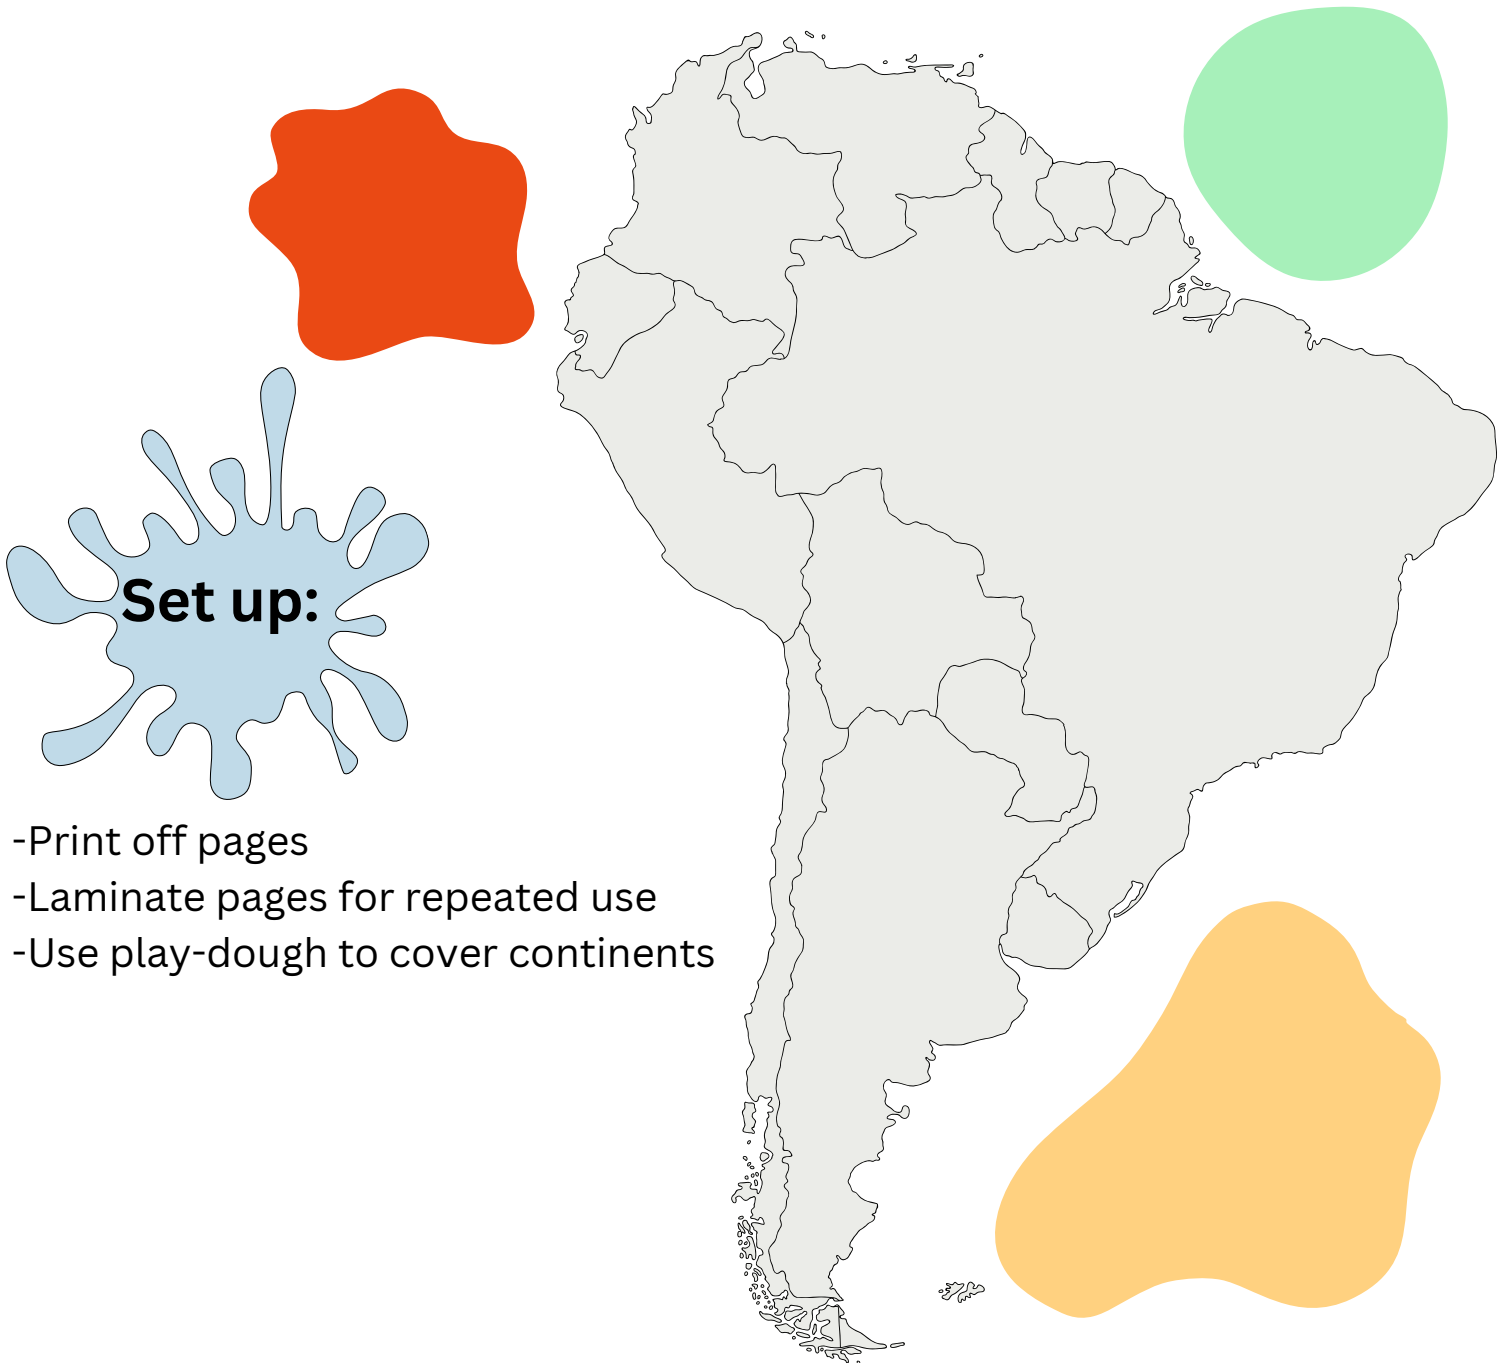 Set up:
-Print off pages
-Laminate pages for repeated use
-Use play-dough to cover continents